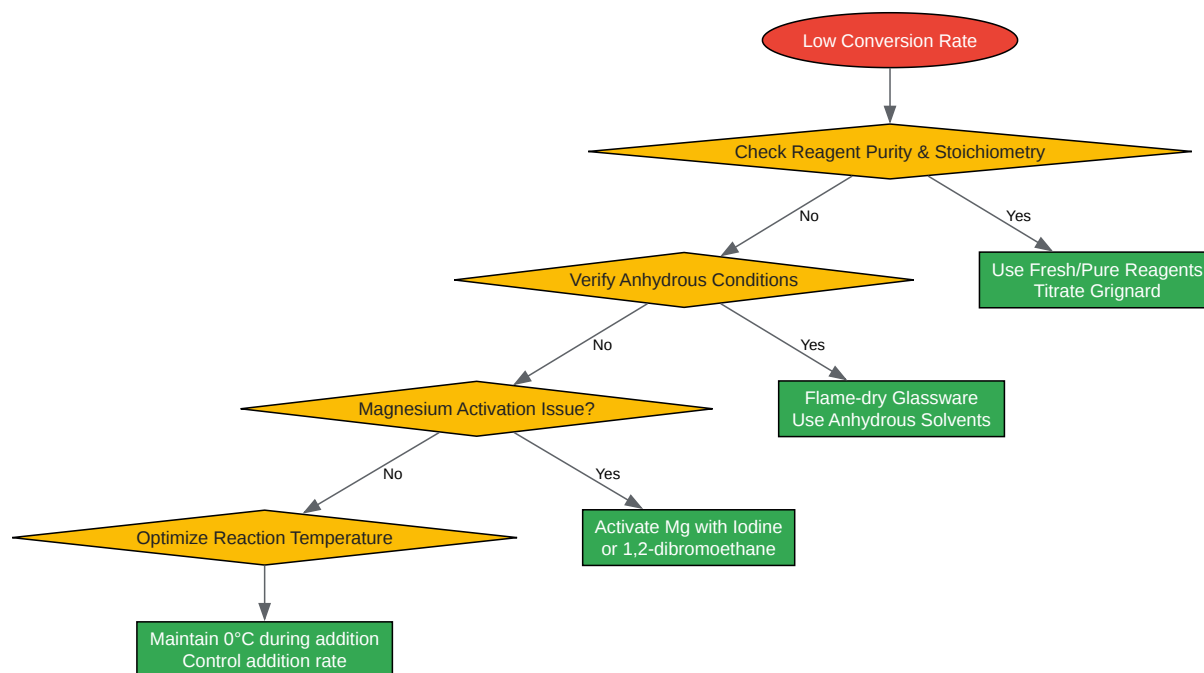 Low Conversion Rate
Check Reagent Purity & Stoichiometry
No
Yes
Verify Anhydrous Conditions
Use Fresh/Pure Reagents
Titrate Grignard
No
Yes
Magnesium Activation Issue?
Flame-dry Glassware
Use Anhydrous Solvents
No
Yes
Optimize Reaction Temperature
Activate Mg with Iodine
or 1,2-dibromoethane
Maintain 0°C during addition
Control addition rate